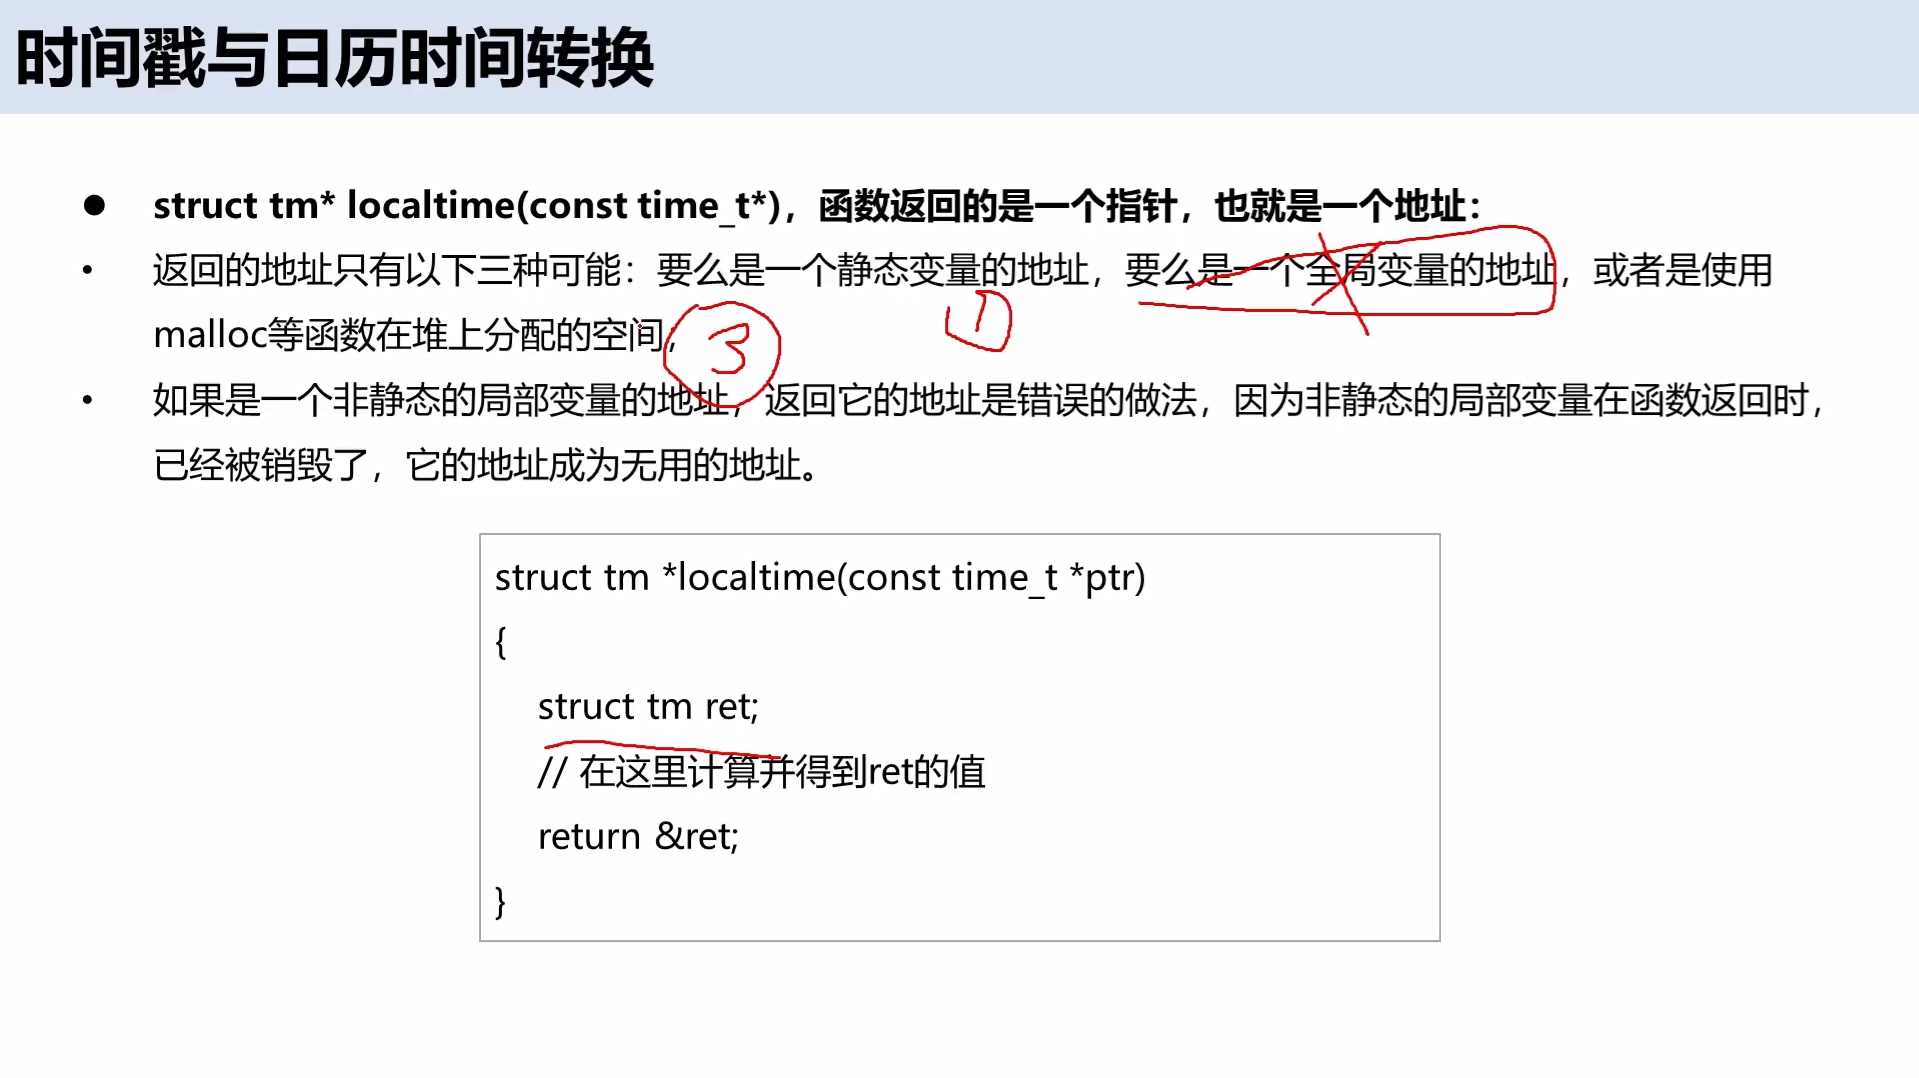 时间戳与日历时间转换
● struct tm* localtime(const time_t*)，函数返回的是一个指针，也就是一个地址：
• 返回的地址只有以下三种可能：要么是一个静态变量的地址，要么是一个全局变量的地址，或者是使用
malloc等函数在堆上分配的空间；
1
3
• 如果是一个非静态的局部变量的地址，返回它的地址是错误的做法，因为非静态的局部变量在函数返回时，
已经被销毁了，它的地址成为无用的地址。
struct tm *localtime(const time_t *ptr)
{
struct tm ret;
// 在这里计算并得到ret的值
return &ret;
}